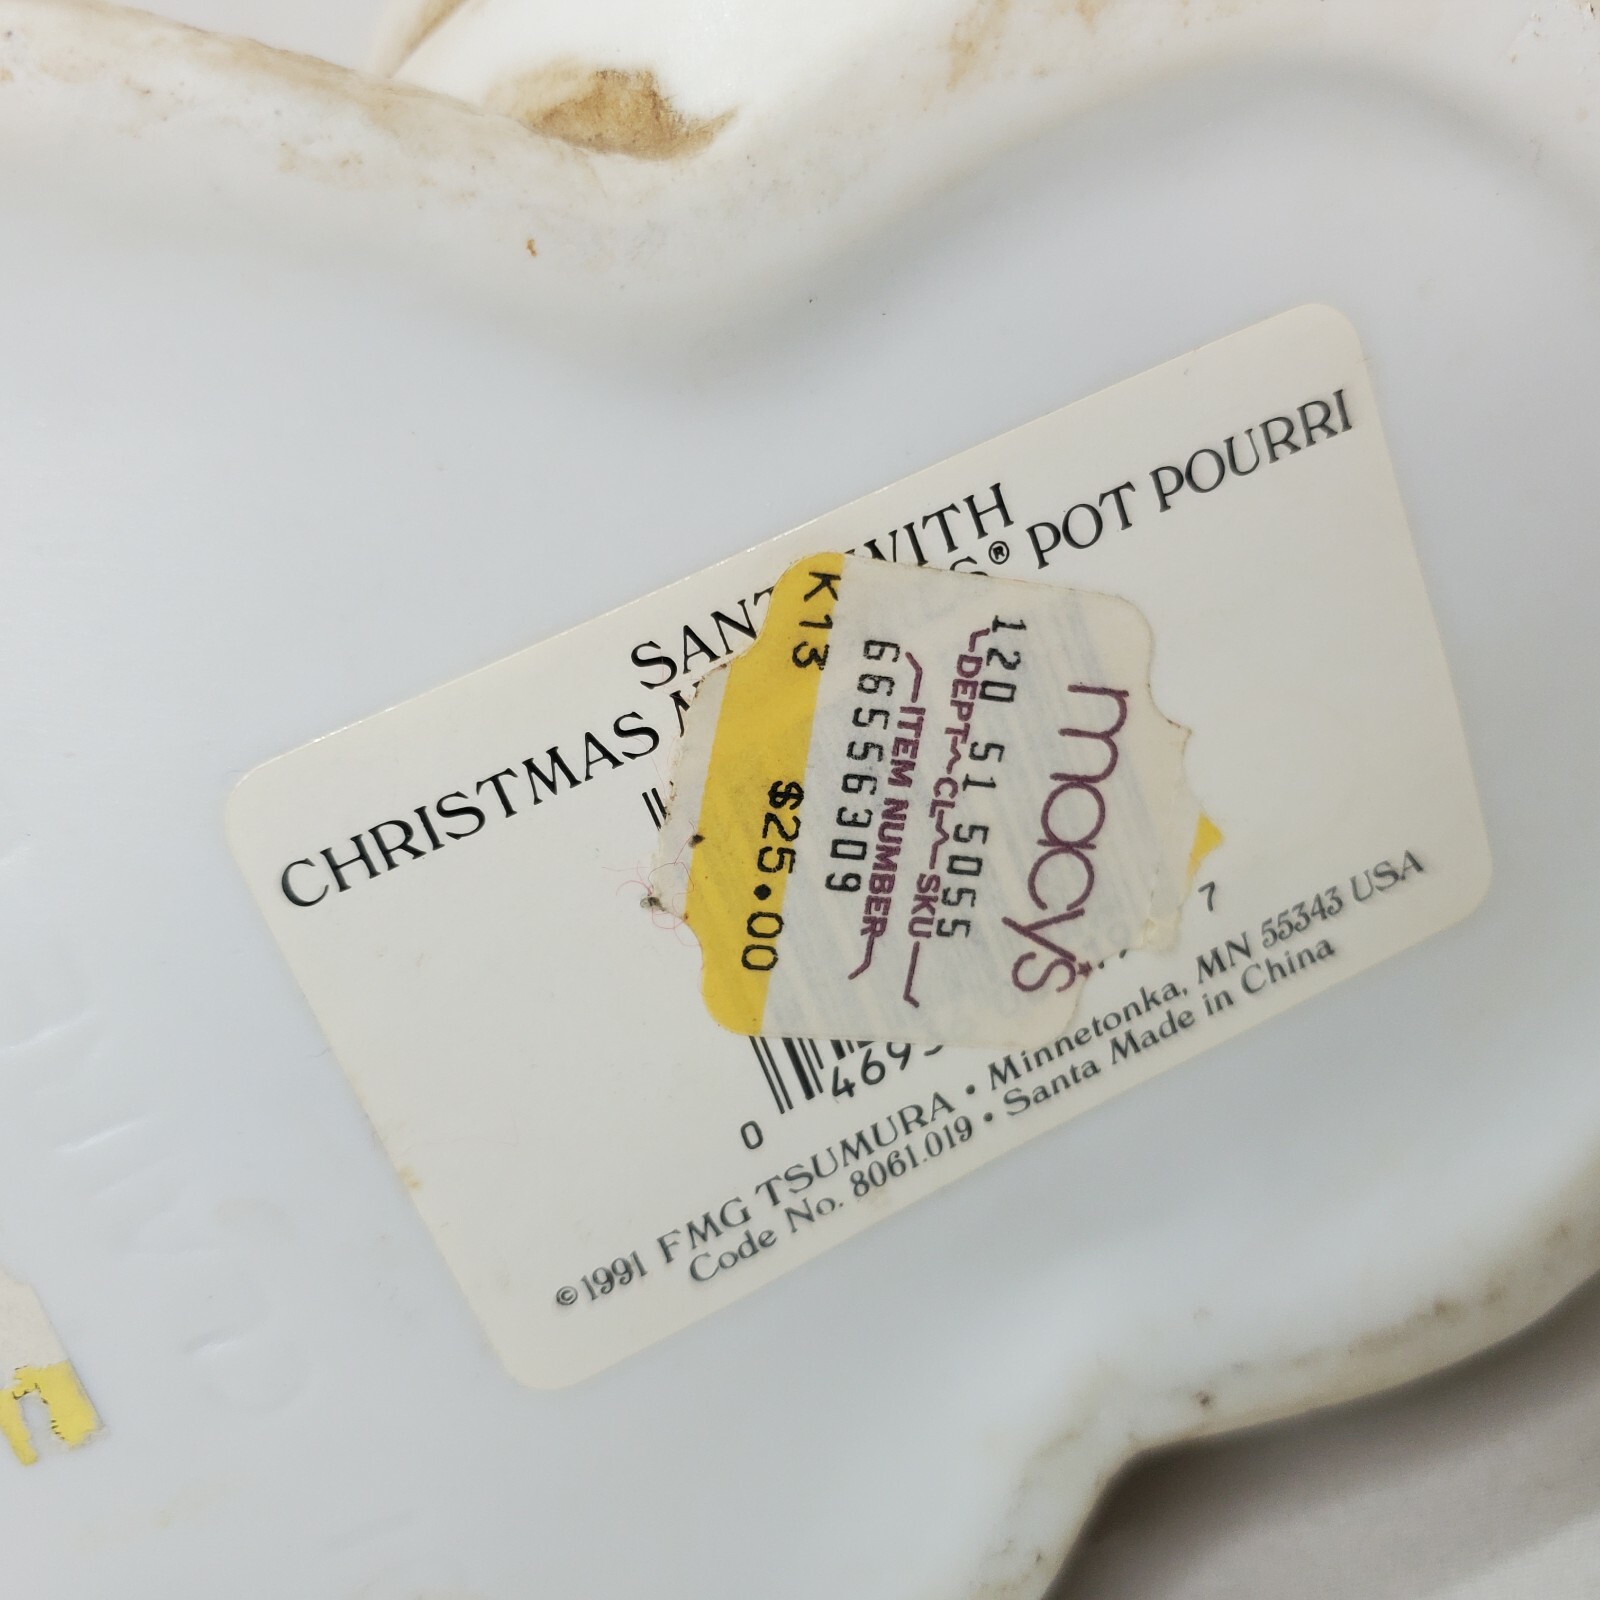 SANT WITH
CHRISTMAS S® POT POURRI
macys
120 51 5055
DEPT CL SKU
ITEM NUMBER
66556309
K13 $25.00
7
0 469
©1991 FMG TSUMURA • Minnetonka, MN 55343 USA
Code No. 8061.019 • Santa Made in China